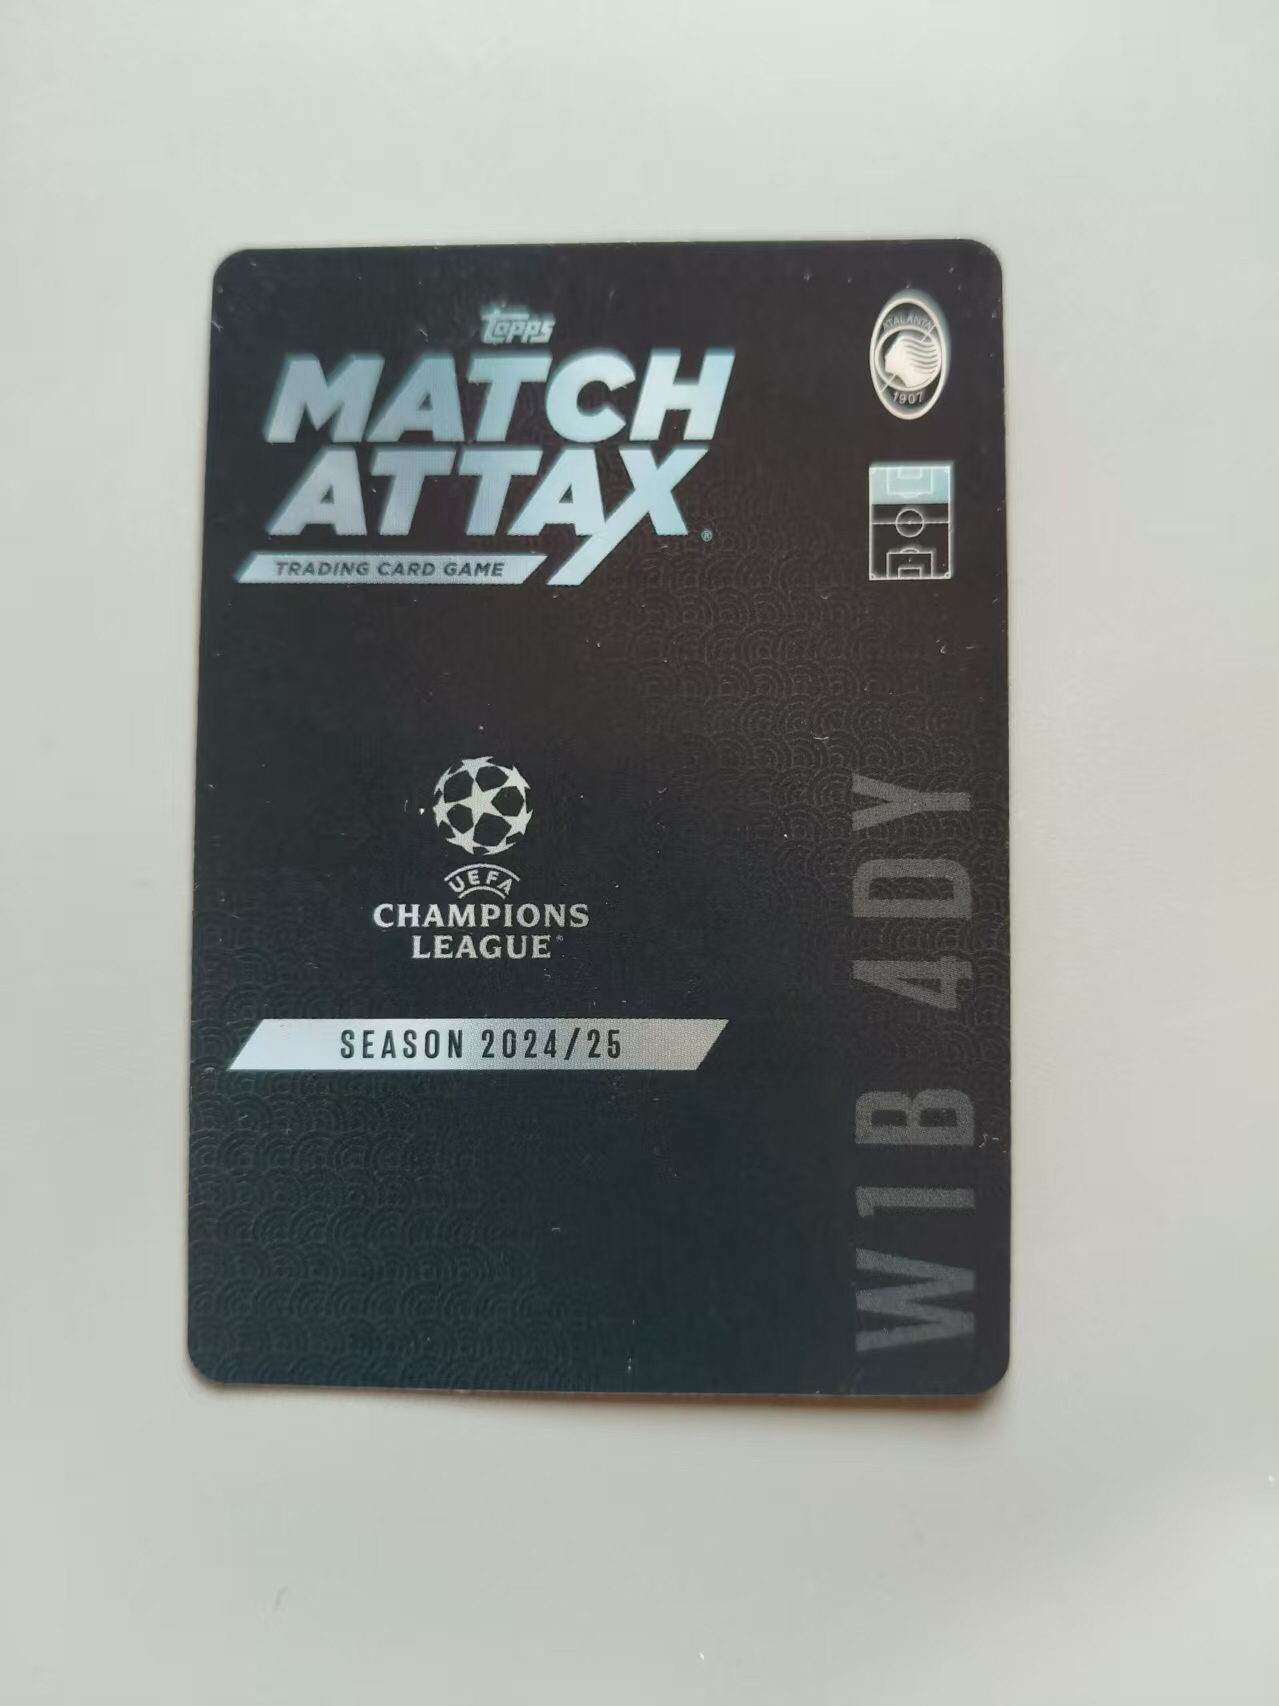 Topps
MATCH
ATTAX®
TRADING CARD GAME
ATALANTA
1907
UEFA
CHAMPIONS
LEAGUE®
SEASON 2024/25
W1B 4DY